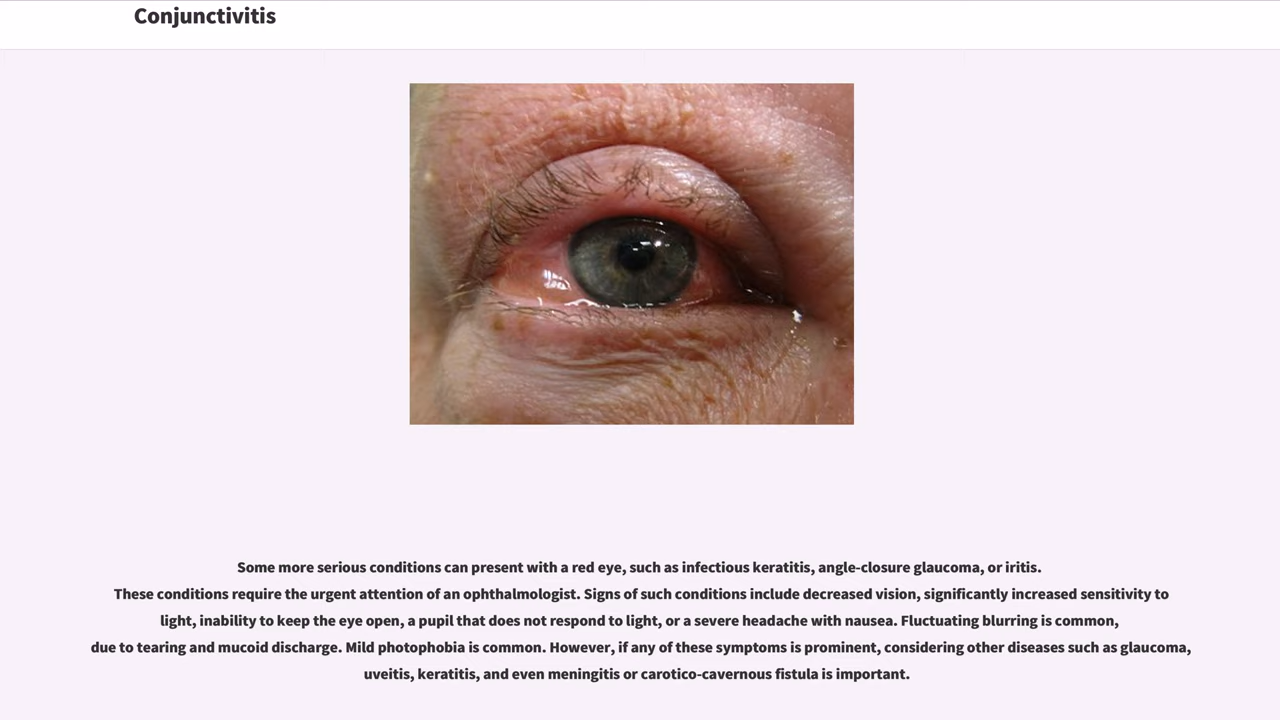 Conjunctivitis
Some more serious conditions can present with a red eye, such as infectious keratitis, angle-closure glaucoma, or iritis.
These conditions require the urgent attention of an ophthalmologist. Signs of such conditions include decreased vision, significantly increased sensitivity to
light, inability to keep the eye open, a pupil that does not respond to light, or a severe headache with nausea. Fluctuating blurring is common,
due to tearing and mucoid discharge. Mild photophobia is common. However, if any of these symptoms is prominent, considering other diseases such as glaucoma,
uveitis, keratitis, and even meningitis or carotico-cavernous fistula is important.